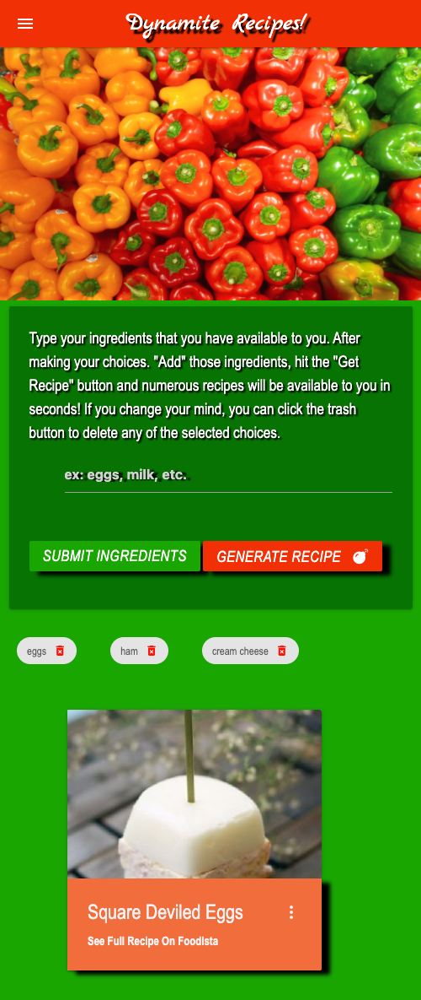 Dynamite Recipes!
Type your ingredients that you have available to you. After
making your choices. "Add" those ingredients, hit the "Get
Recipe" button and numerous recipes will be available to you in
seconds! If you change your mind, you can click the trash
button to delete any of the selected choices.
ex: eggs, milk, etc.
SUBMIT INGREDIENTS GENERATE RECIPE
eggs ham cream cheese
Square Deviled Eggs
See Full Recipe On Foodista